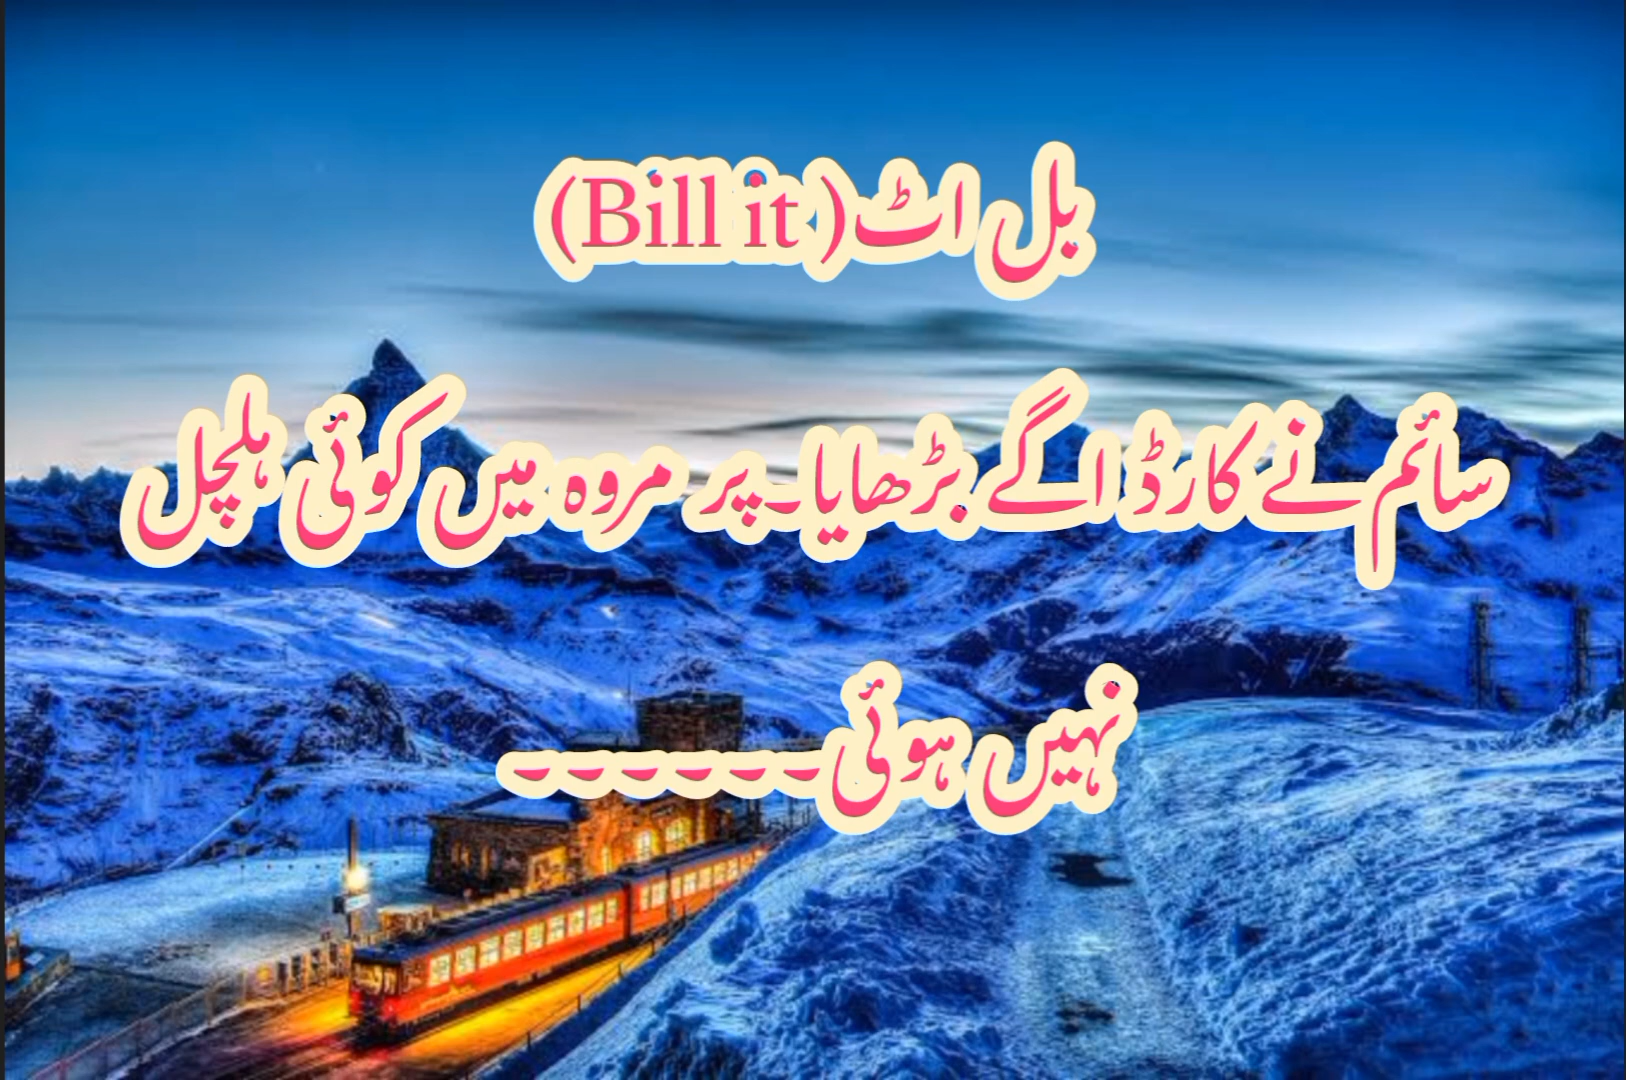 بل اٹ( Bill it)
سائم نے کارڈ اگے بڑھایا۔پر مروہ میں کوئی ہلچل
نہیں ہوئی۔۔۔۔۔۔